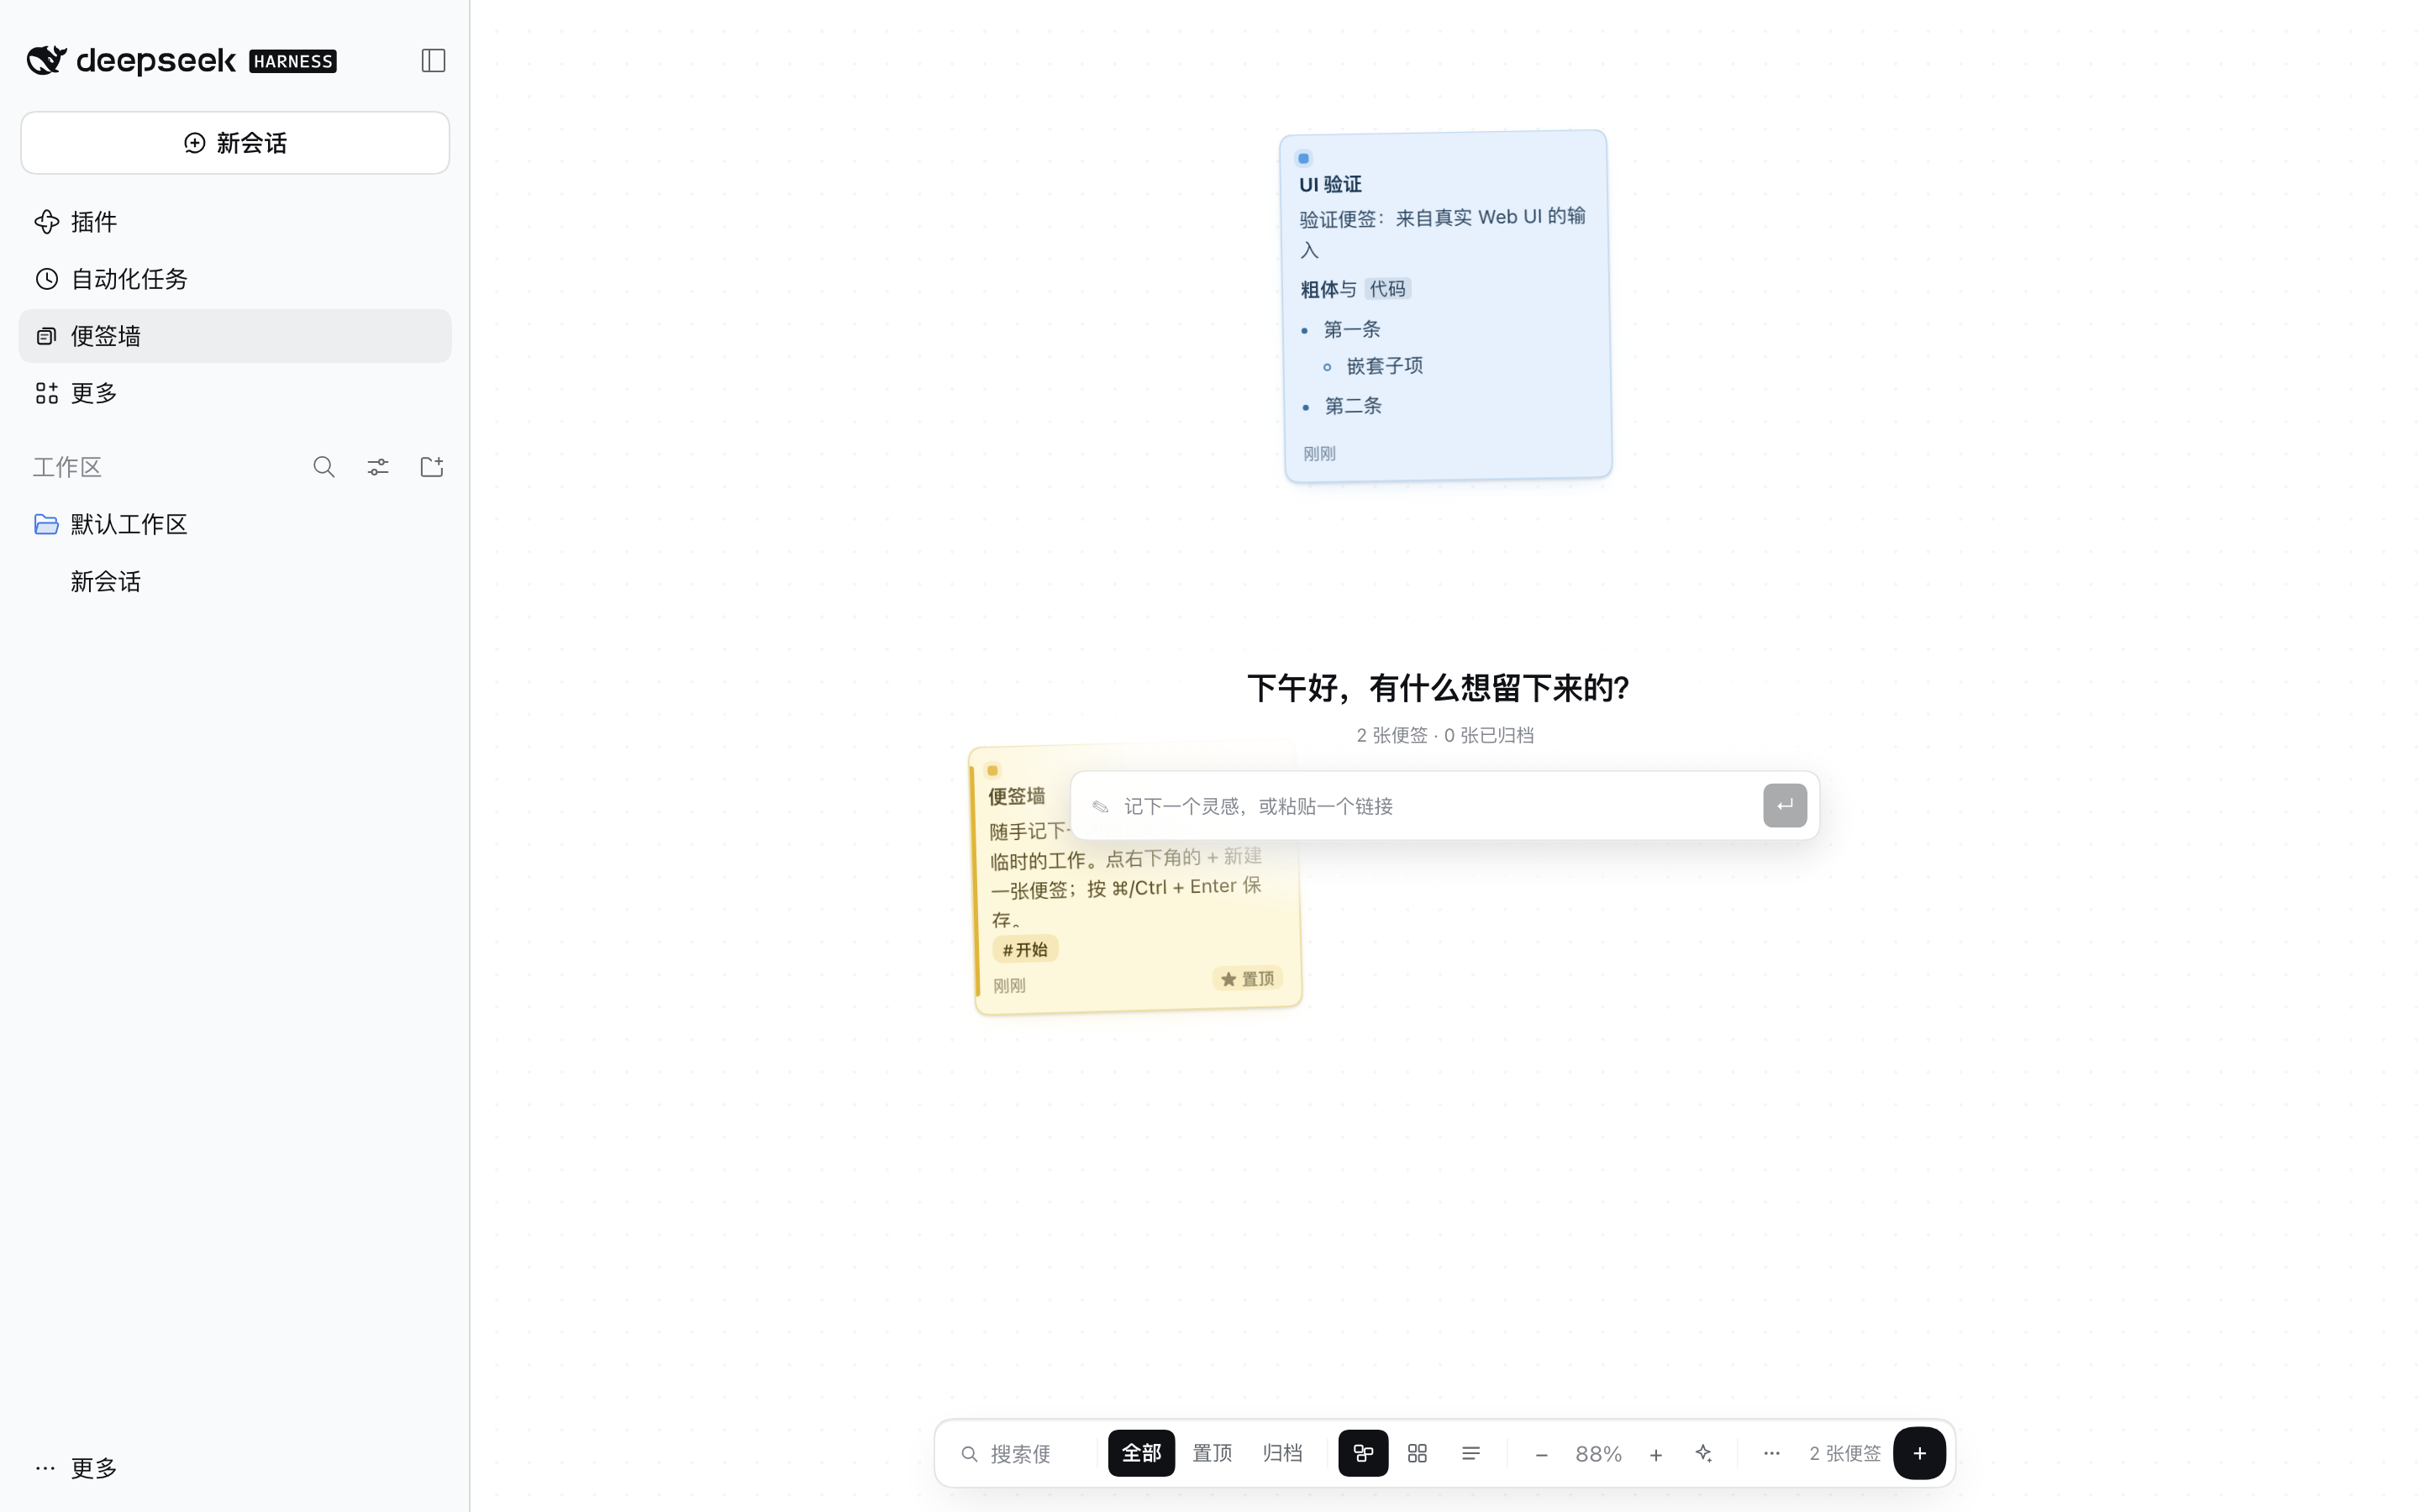 deepseek HARNESS
新会话
插件
自动化任务
便签墙
更多
工作区
默认工作区
新会话
更多
UI 验证
验证便签：来自真实 Web UI 的输
入
粗体与 代码
第一条
嵌套子项
第二条
刚刚
下午好，有什么想留下来的?
2 张便签 · 0 张已归档
记下一个灵感，或粘贴一个链接
便签墙
随手记下
临时的工作。点右下角的 + 新建
一张便签；按 ⌘/Ctrl + Enter 保
存。
#开始
刚刚
置顶
搜索便
全部
置顶
归档
88%
2 张便签